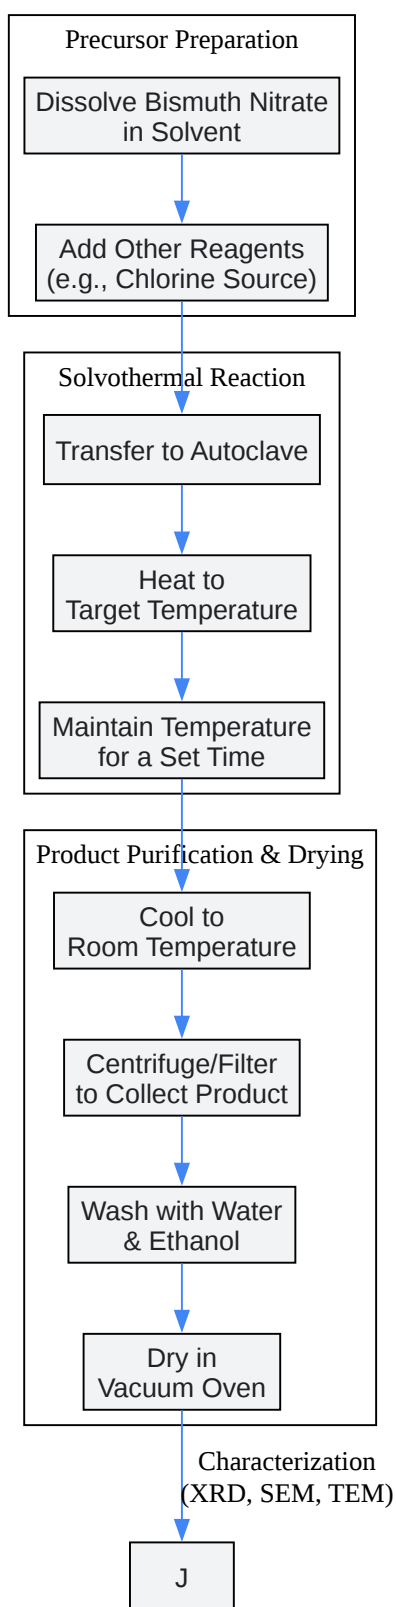 Precursor Preparation
Dissolve Bismuth Nitrate
in Solvent
Add Other Reagents
(e.g., Chlorine Source)
Solvothermal Reaction
Transfer to Autoclave
Heat to
Target Temperature
Maintain Temperature
for a Set Time
Product Purification & Drying
Cool to
Room Temperature
Centrifuge/Filter
to Collect Product
Wash with Water
& Ethanol
Dry in
Vacuum Oven
Characterization
(XRD, SEM, TEM)
J